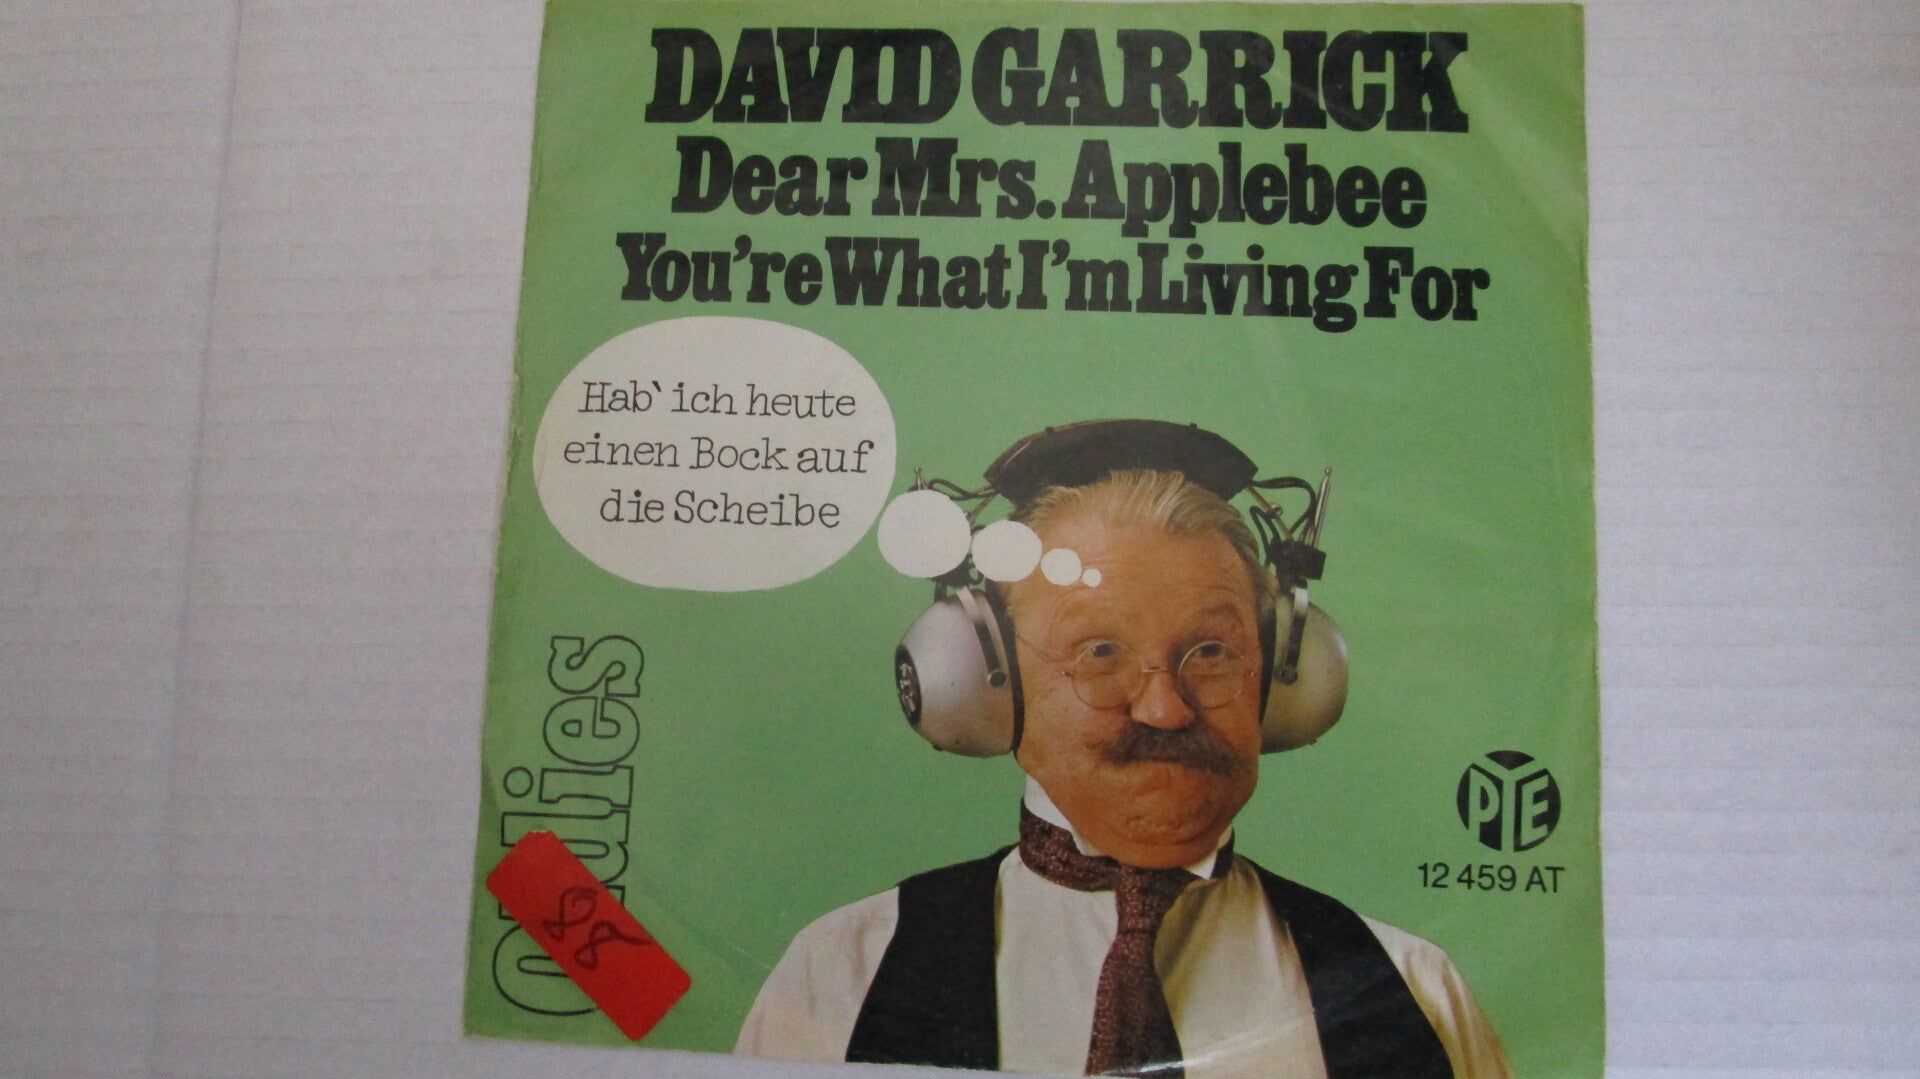 DAVID GARRICK
Dear Mrs. Applebee
You're What I'm Living For
Hab` ich heute
einen Bock auf
die Scheibe
PYE
12 459 AT